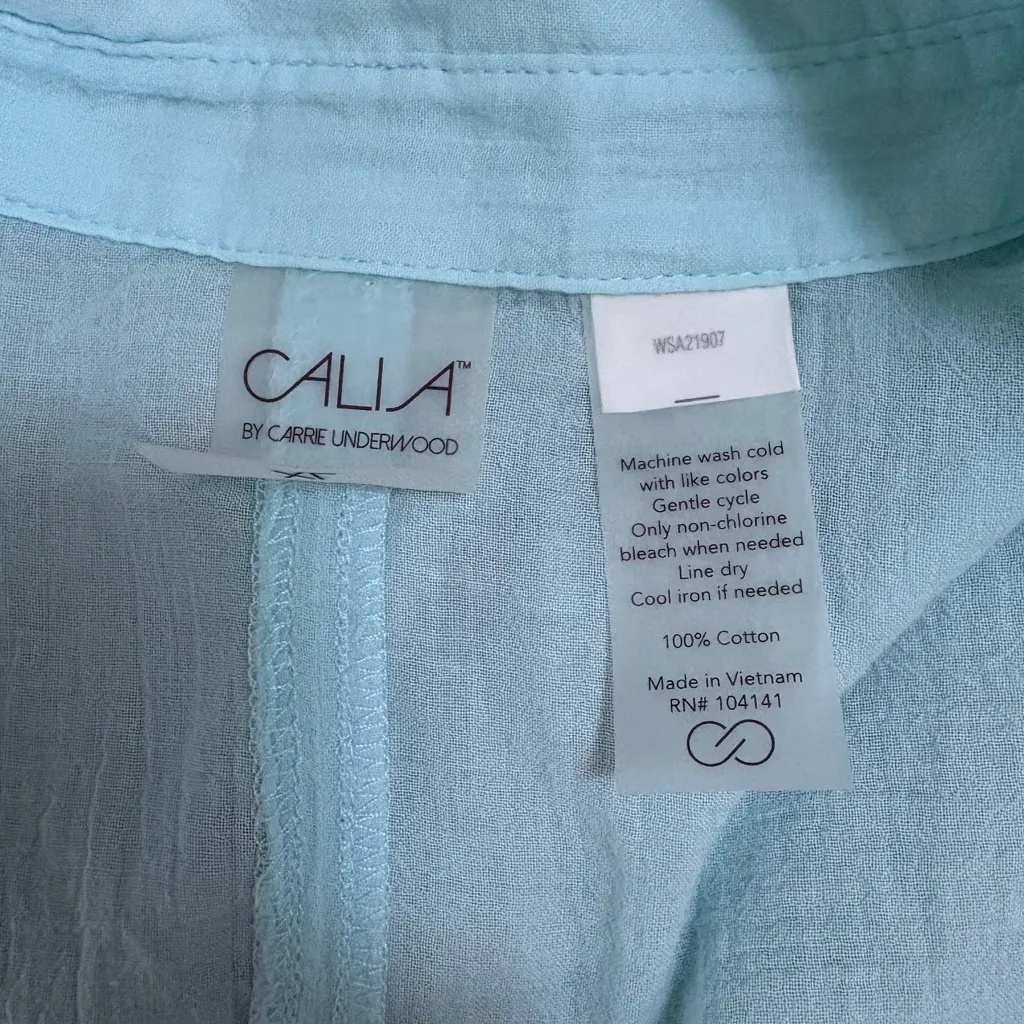 CALIA™
BY CARRIE UNDERWOOD
WSA21907
Machine wash cold
with like colors
Gentle cycle
Only non-chlorine
bleach when needed
Line dry
Cool iron if needed
100% Cotton
Made in Vietnam
RN# 104141